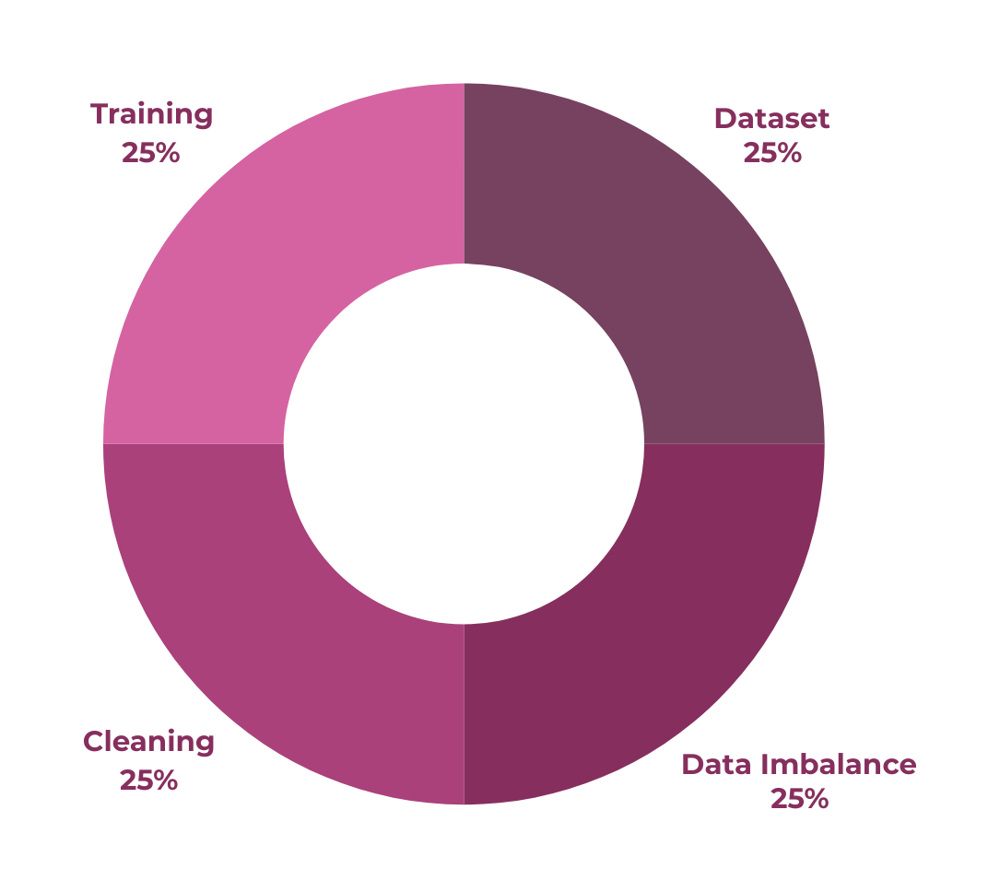 Training
25%
Dataset
25%
Cleaning
25%
Data Imbalance
25%